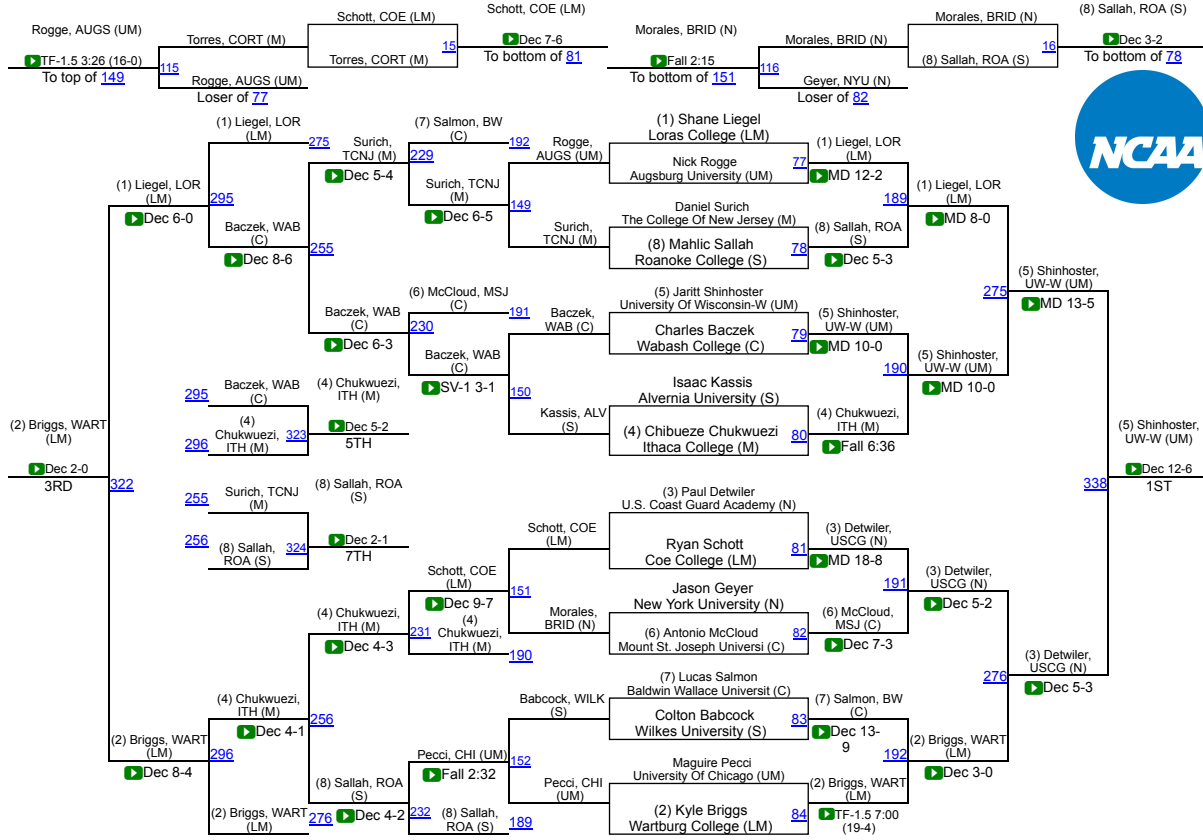 Rogge, AUGS (UM)
TF-1.5 3:26 (16-0)
To top of 149
Torres, CORT (M)
115
Rogge, AUGS (UM)
Loser of 77
Schott, COE (LM)
Torres, CORT (M)
15
Schott, COE (LM)
Dec 7-6
To bottom of 81
Morales, BRID (N)
Fall 2:15
To bottom of 151
Morales, BRID (N)
116
Geyer, NYU (N)
Loser of 82
Morales, BRID (N)
(8) Sallah, ROA (S)
16
(8) Sallah, ROA (S)
Dec 3-2
To bottom of 78
NCAA
(1) Liegel, LOR
(LM)
275
Surich,
TCNJ (M)
Dec 5-4
(7) Salmon, BW
(C)
192
229
Surich, TCNJ
(M)
Dec 6-5
Rogge,
AUGS (UM)
149
Surich,
TCNJ (M)
(1) Shane Liegel
Loras College (LM)
Nick Rogge
Augsburg University (UM)
77
(1) Liegel, LOR
(LM)
MD 12-2
Daniel Surich
The College Of New Jersey (M)
(8) Mahlic Sallah
Roanoke College (S)
78
(8) Sallah, ROA
(S)
Dec 5-3
189
(1) Liegel, LOR
(LM)
MD 8-0
(1) Liegel, LOR
(LM)
Dec 6-0
295
Baczek, WAB
(C)
Dec 8-6
255
Baczek, WAB
(C)
Dec 6-3
(6) McCloud, MSJ
(C)
191
230
Baczek, WAB
(C)
SV-1 3-1
Baczek,
WAB (C)
150
Kassis, ALV
(S)
(5) Jaritt Shinhoster
University Of Wisconsin-W (UM)
Charles Baczek
Wabash College (C)
79
(5) Shinhoster,
UW-W (UM)
MD 10-0
Isaac Kassis
Alvernia University (S)
(4) Chibueze Chukwuezi
Ithaca College (M)
80
(4) Chukwuezi,
ITH (M)
Fall 6:36
190
(5) Shinhoster,
UW-W (UM)
MD 10-0
275
(5) Shinhoster,
UW-W (UM)
MD 13-5
295
Baczek, WAB
(C)
296
(4)
Chukwuezi,
ITH (M)
323
(4) Chukwuezi,
ITH (M)
Dec 5-2
5TH
(2) Briggs, WART
(LM)
Dec 2-0
3RD
322
255
Surich, TCNJ
(M)
256
(8) Sallah,
ROA (S)
324
(8) Sallah, ROA
(S)
Dec 2-1
7TH
338
(5) Shinhoster,
UW-W (UM)
Dec 12-6
1ST
Schott, COE
(LM)
151
Morales,
BRID (N)
(3) Paul Detwiler
U.S. Coast Guard Academy (N)
Ryan Schott
Coe College (LM)
81
(3) Detwiler,
USCG (N)
MD 18-8
Jason Geyer
New York University (N)
(6) Antonio McCloud
Mount St. Joseph Universi (C)
82
(6) McCloud,
MSJ (C)
Dec 7-3
191
(3) Detwiler,
USCG (N)
Dec 5-2
Schott, COE
(LM)
Dec 9-7
231
(4)
Chukwuezi,
ITH (M)
190
(4) Chukwuezi,
ITH (M)
Dec 4-3
276
(3) Detwiler,
USCG (N)
Dec 5-3
(4) Chukwuezi,
ITH (M)
Dec 4-1
256
(2) Briggs, WART
(LM)
Dec 8-4
296
(2) Briggs, WART
(LM)
276
(8) Sallah, ROA
(S)
Dec 4-2
Pecci, CHI (UM)
Fall 2:32
232
(8) Sallah,
ROA (S)
189
Babcock, WILK
(S)
152
Pecci, CHI
(UM)
(7) Lucas Salmon
Baldwin Wallace Universit (C)
Colton Babcock
Wilkes University (S)
83
(7) Salmon, BW
(C)
Dec 13-
9
Maguire Pecci
University Of Chicago (UM)
(2) Kyle Briggs
Wartburg College (LM)
84
(2) Briggs, WART
(LM)
TF-1.5 7:00
(19-4)
192
(2) Briggs, WART
(LM)
Dec 3-0